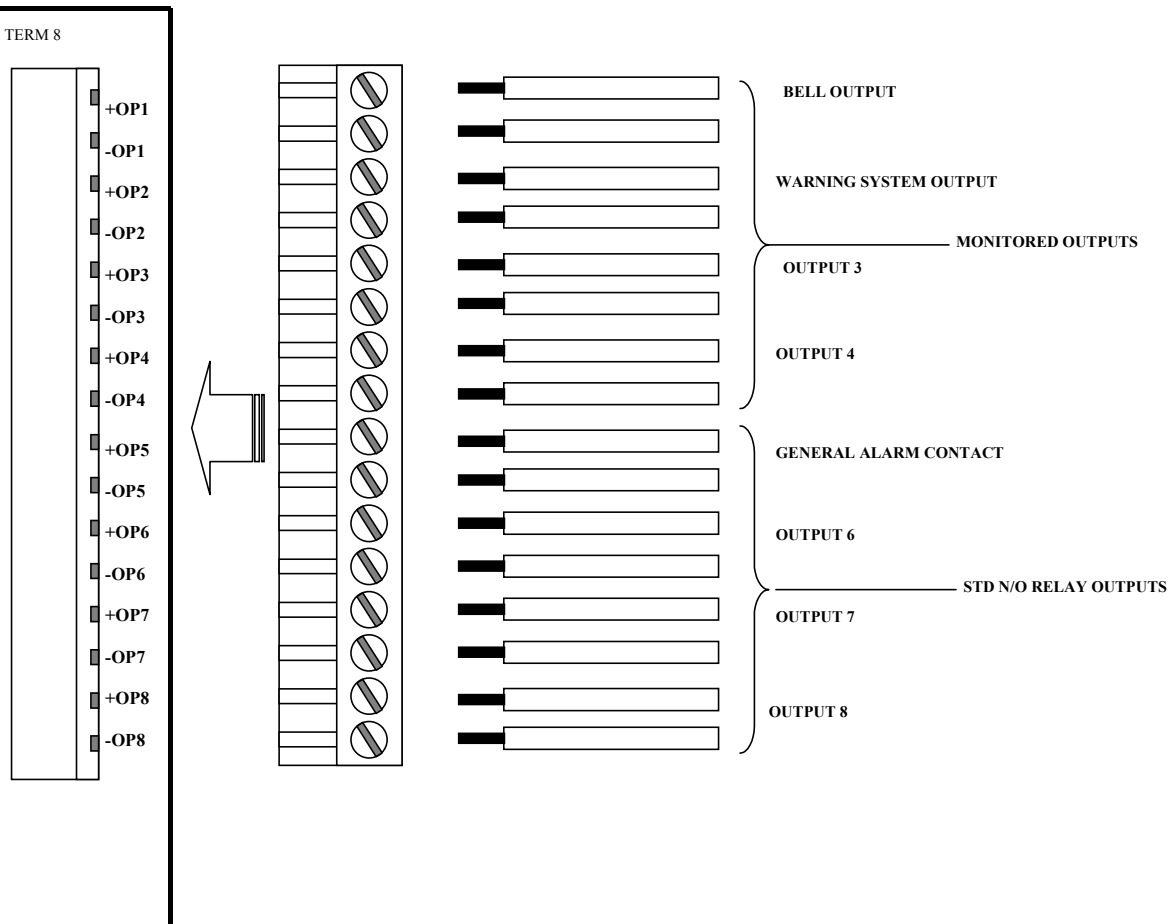 TERM 8
+OP1
-OP1
+OP2
-OP2
+OP3
-OP3
+OP4
-OP4
+OP5
-OP5
+OP6
-OP6
+OP7
-OP7
+OP8
-OP8
BELL OUTPUT
WARNING SYSTEM OUTPUT
OUTPUT 3
OUTPUT 4
MONITORED OUTPUTS
GENERAL ALARM CONTACT
OUTPUT 6
OUTPUT 7
OUTPUT 8
STD N/O RELAY OUTPUTS